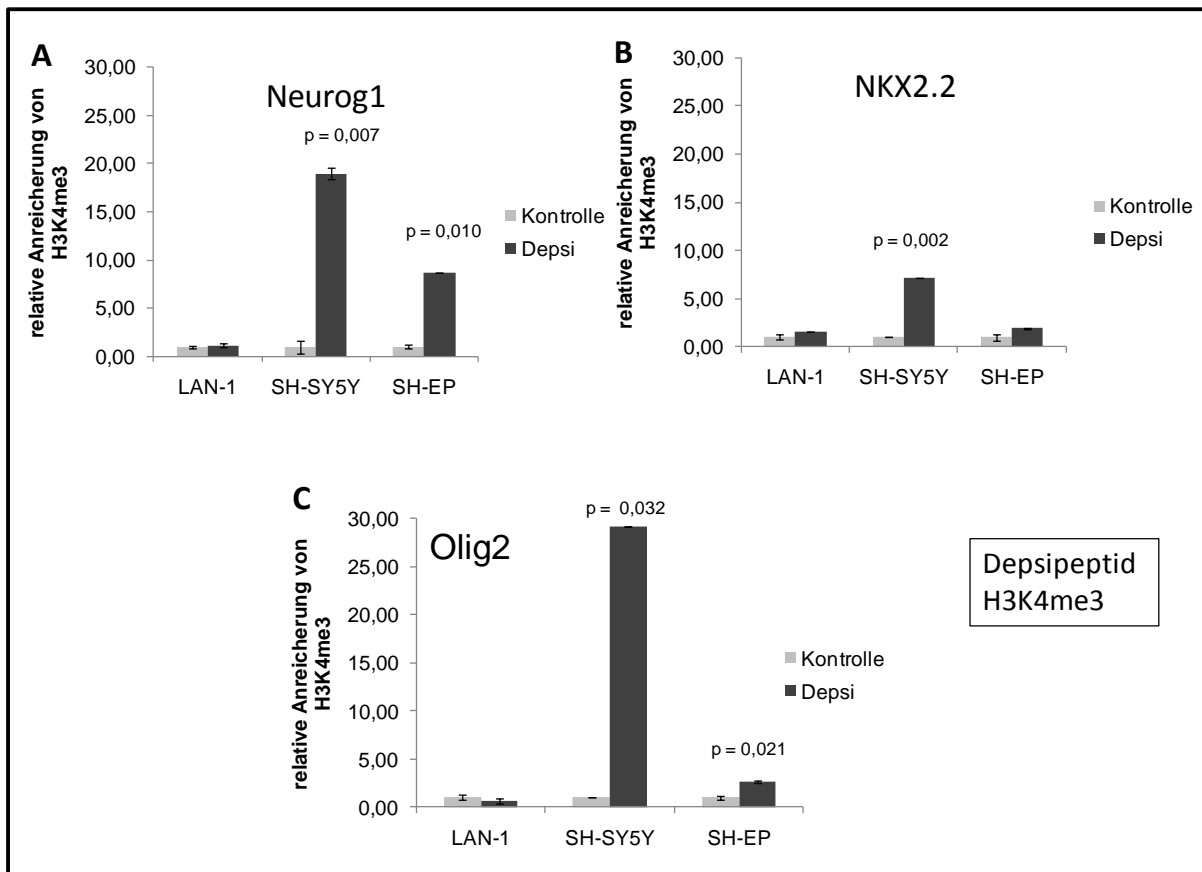 A
Neurog1
relative Anreicherung von
H3K4me3
30,00
25,00
20,00
15,00
10,00
5,00
0,00
p = 0,007
p = 0,010
LAN-1 SH-SY5Y SH-EP
Kontrolle
Depsi
B
NKX2.2
relative Anreicherung von
H3K4me3
30,00
25,00
20,00
15,00
10,00
5,00
0,00
p = 0,002
LAN-1 SH-SY5Y SH-EP
Kontrolle
Depsi
C
Olig2
relative Anreicherung von
H3K4me3
30,00
25,00
20,00
15,00
10,00
5,00
0,00
p = 0,032
p = 0,021
LAN-1 SH-SY5Y SH-EP
Kontrolle
Depsi
Depsipeptid
H3K4me3